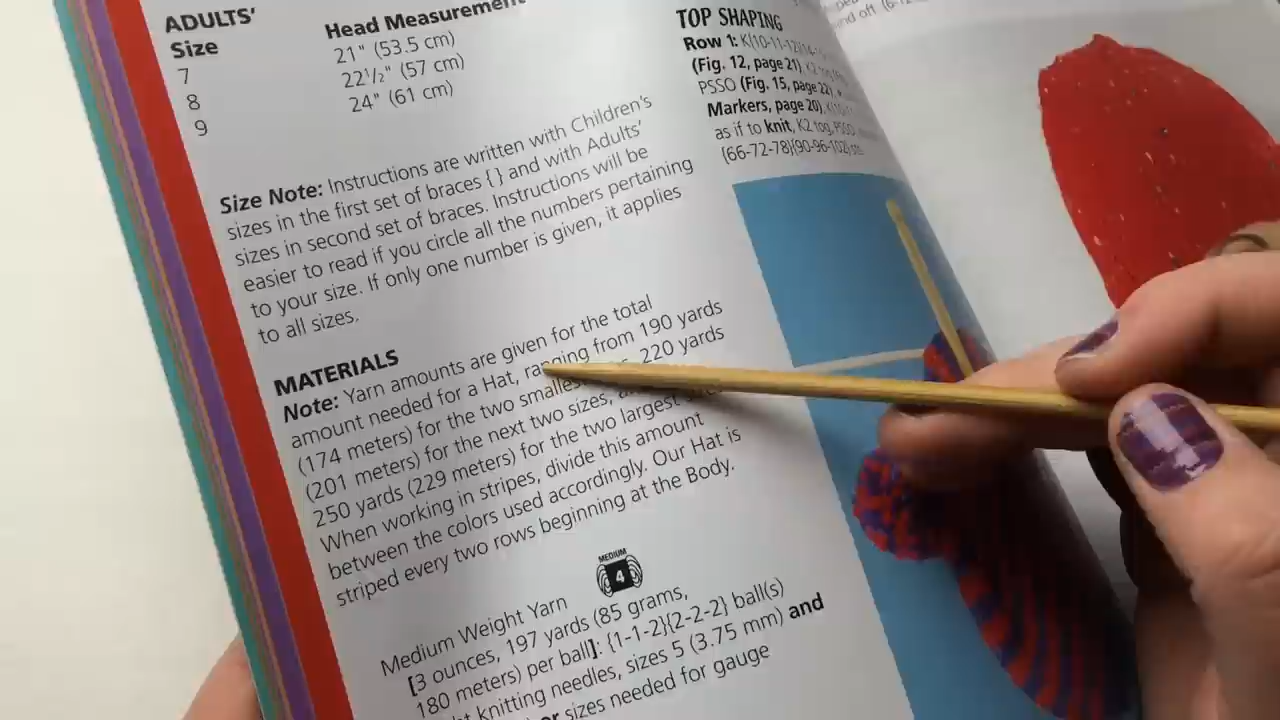 ADULTS'
Size
Head Measurement
7
21" (53.5 cm)
8
22½" (57 cm)
9
24" (61 cm)
Size Note: Instructions are written with Children's
sizes in the first set of braces { } and with Adults'
sizes in second set of braces. Instructions will be
easier to read if you circle all the numbers pertaining
to your size. If only one number is given, it applies
to all sizes.
MATERIALS
Note: Yarn amounts are given for the total
amount needed for a Hat, ranging from 190 yards
(174 meters) for the two smallest 220 yards
(201 meters) for the next two sizes,
250 yards (229 meters) for the two largest
When working in stripes, divide this amount
between the colors used accordingly. Our Hat is
striped every two rows beginning at the Body.
MEDIUM
4
Medium Weight Yarn
[3 ounces, 197 yards (85 grams,
180 meters) per ball]: {1-1-2}{2-2-2} ball(s)
knitting needles, sizes 5 (3.75 mm) and
or sizes needed for gauge
TOP SHAPING
Row 1:
(Fig. 12, page 21), K2 tog,
PSSO (Fig. 15, page 22),
Markers, page 20),
as if to knit, K2 tog, PSSO,
{66-72-78}{90-96-102} sts.